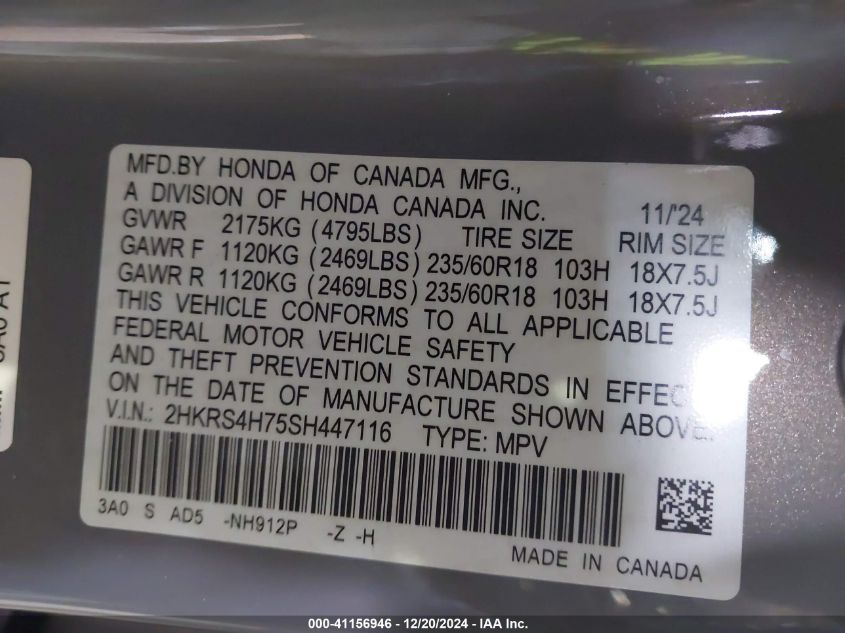 MFD.BY HONDA OF CANADA MFG.,
A DIVISION OF HONDA CANADA INC. 11/'24
GVWR 2175KG (4795LBS) TIRE SIZE RIM SIZE
GAWR F 1120KG (2469LBS) 235/60R18 103H 18X7.5J
GAWR R 1120KG (2469LBS) 235/60R18 103H 18X7.5J
THIS VEHICLE CONFORMS TO ALL APPLICABLE
FEDERAL MOTOR VEHICLE SAFETY
AND THEFT PREVENTION STANDARDS IN EFFECT
ON THE DATE OF MANUFACTURE SHOWN ABOVE.
V.I.N.: 2HKRS4H75SH447116 TYPE: MPV
3A0 S AD5 -NH912P -Z -H
MADE IN CANADA
000-41156946 - 12/20/2024 - IAA Inc.